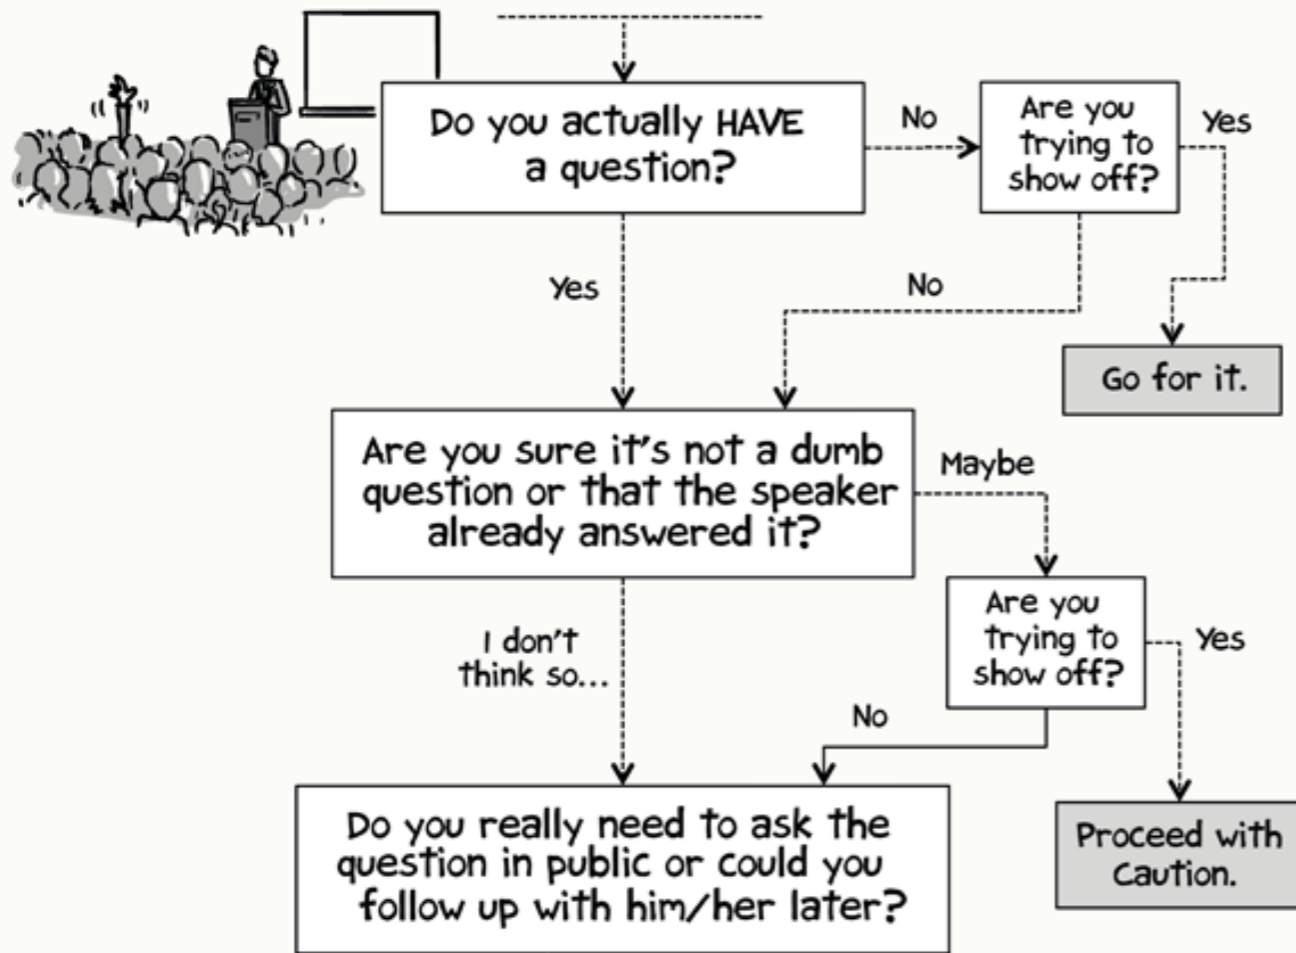 Do you actually HAVE
a question?
No
Are you
trying to
show off?
Yes
Yes
No
Go for it.
Are you sure it's not a dumb
question or that the speaker
already answered it?
Maybe
I don't
think so...
Are you
trying to
show off?
Yes
No
Do you really need to ask the
question in public or could you
follow up with him/her later?
Proceed with
Caution.